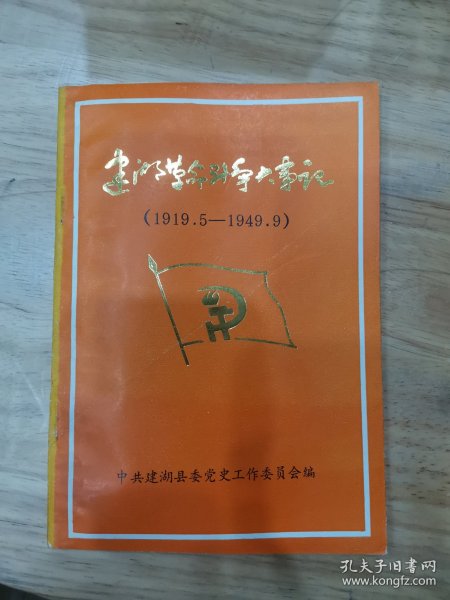 建湖革命斗争大事记
(1919.5—1949.9)
中共建湖县委党史工作委员会编
孔夫子旧书网
www.kongfz.com